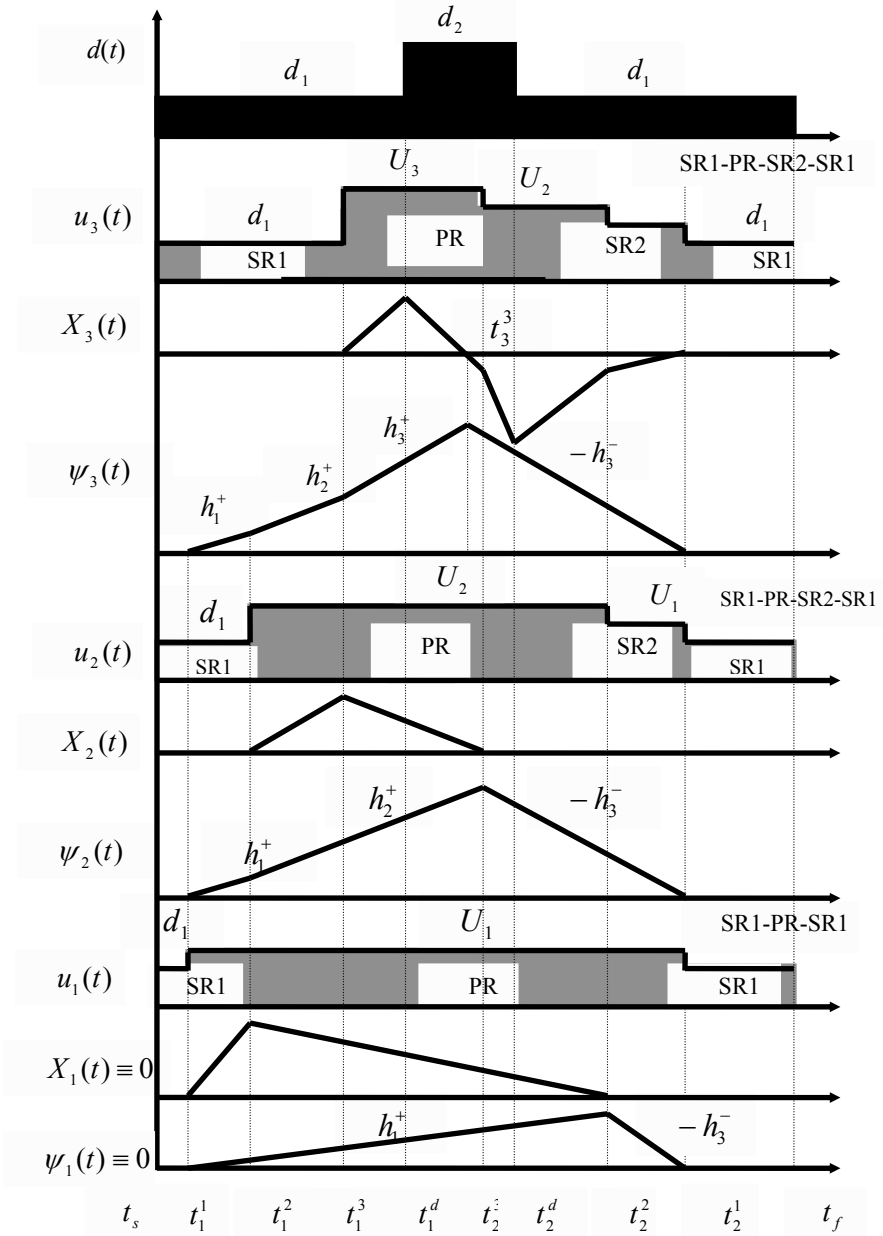 d_2
d(t)
d_1 d_1
SR1-PR-SR2-SR1
U_3 U_2
u_3(t) d_1 d_1
SR1 PR SR2 SR1
X_3(t) t_3^3
h_3^+ -h_3^-
ψ_3(t) h_2^+
h_1^+
U_2 U_1 SR1-PR-SR2-SR1
d_1
u_2(t) SR1 PR SR2 SR1
X_2(t)
h_2^+ -h_3^-
ψ_2(t) h_1^+
d_1 U_1 SR1-PR-SR1
u_1(t) SR1 PR SR1
X_1(t) ≡ 0
h_1^+ -h_3^-
ψ_1(t) ≡ 0
t_s t_1^1 t_1^2 t_1^3 t_1^d t_2^3 t_2^d t_2^2 t_2^1 t_f